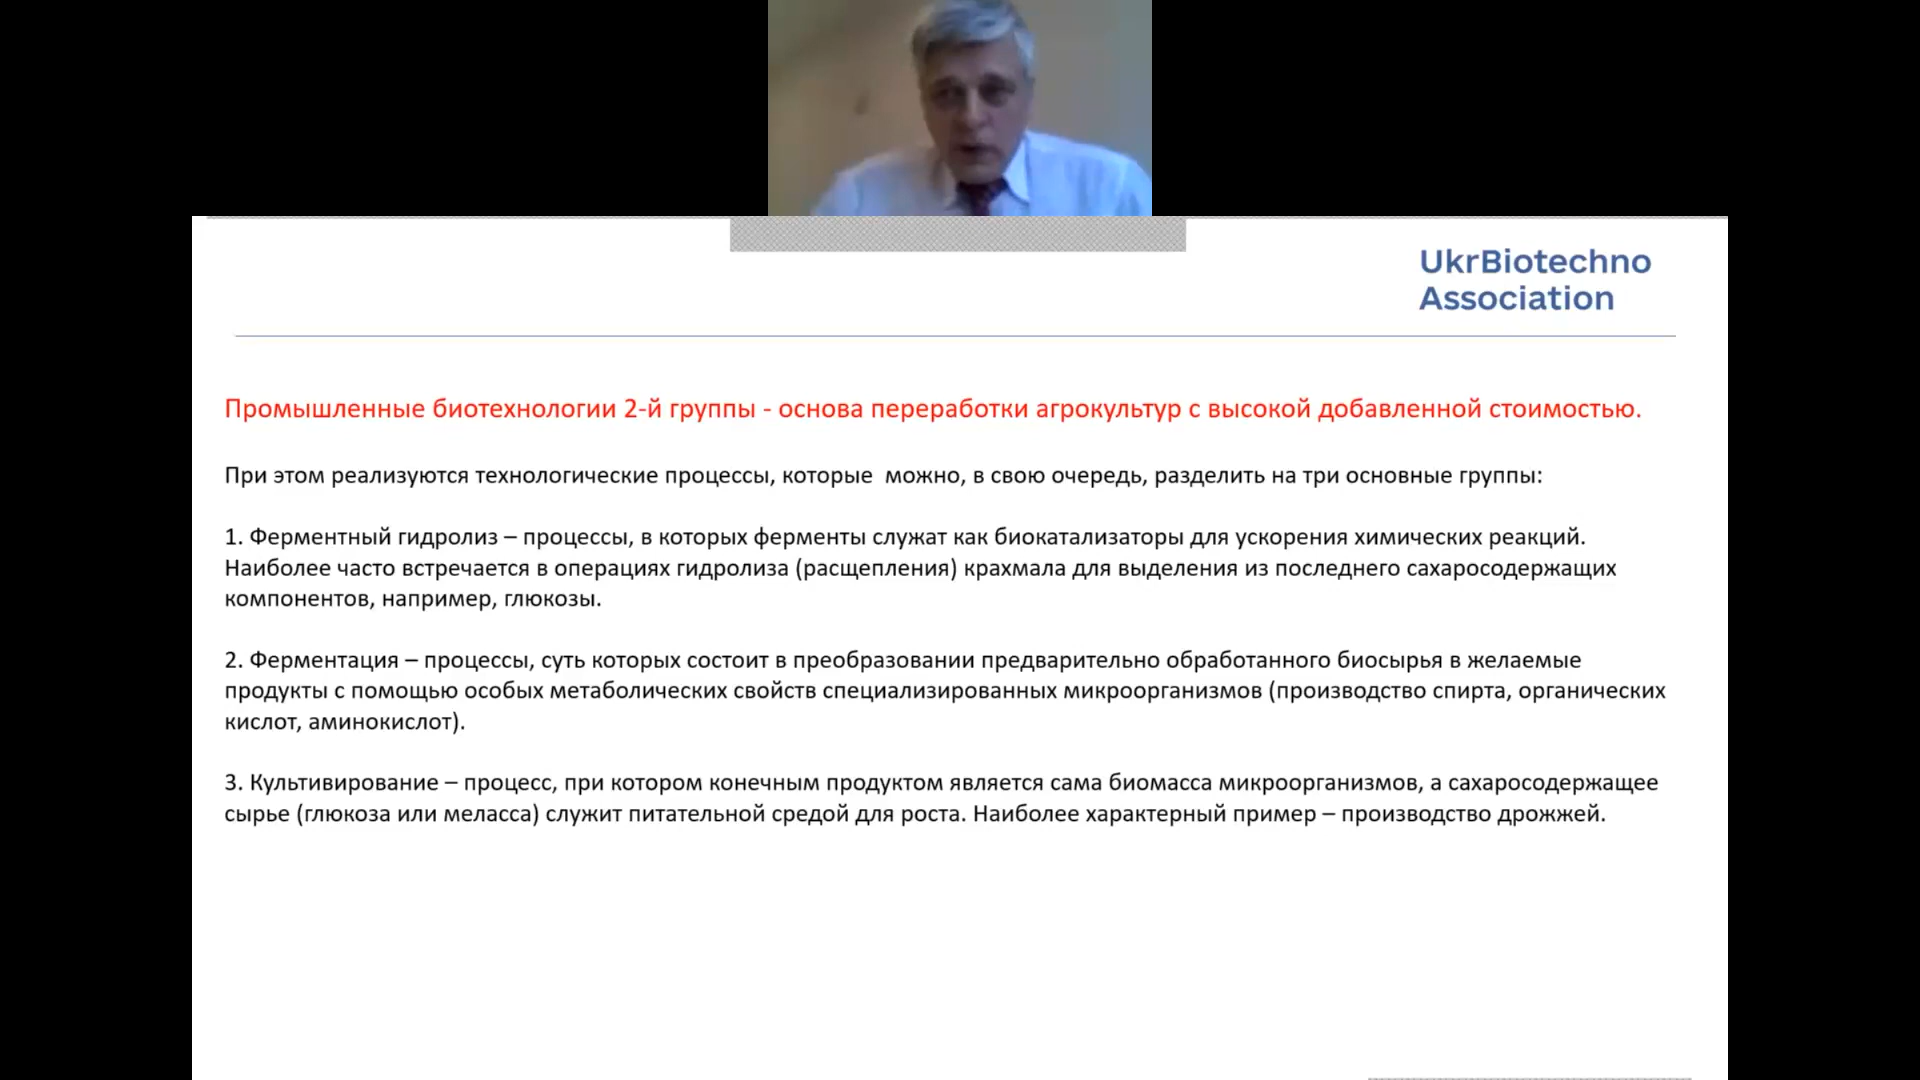 UkrBiotechno
Association
Промышленные биотехнологии 2-й группы - основа переработки агрокультур с высокой добавленной стоимостью.
При этом реализуются технологические процессы, которые  можно, в свою очередь, разделить на три основные группы:
1. Ферментный гидролиз – процессы, в которых ферменты служат как биокатализаторы для ускорения химических реакций.
Наиболее часто встречается в операциях гидролиза (расщепления) крахмала для выделения из последнего сахаросодержащих
компонентов, например, глюкозы.
2. Ферментация – процессы, суть которых состоит в преобразовании предварительно обработанного биосырья в желаемые
продукты с помощью особых метаболических свойств специализированных микроорганизмов (производство спирта, органических
кислот, аминокислот).
3. Культивирование – процесс, при котором конечным продуктом является сама биомасса микроорганизмов, а сахаросодержащее
сырье (глюкоза или меласса) служит питательной средой для роста. Наиболее характерный пример – производство дрожжей.